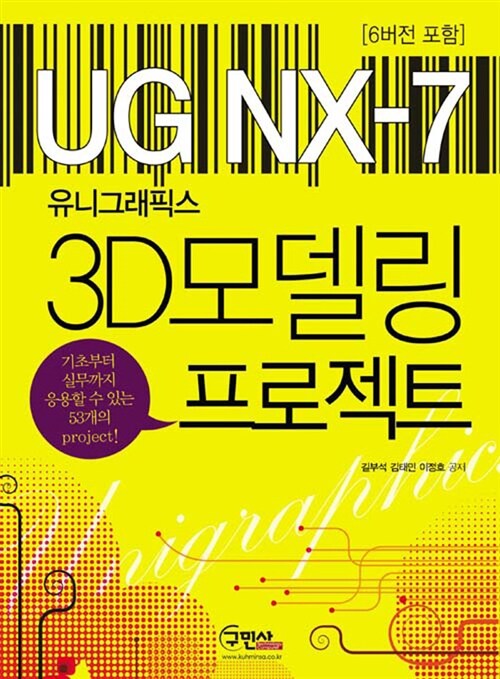 [6버전 포함]
UG NX-7
유니그래픽스
3D모델링
프로젝트
기초부터
실무까지
응용할 수 있는
53개의
project!
길부석 김태민 이정호 공저
Unigraphics
구민사
www.kuhminsa.co.kr